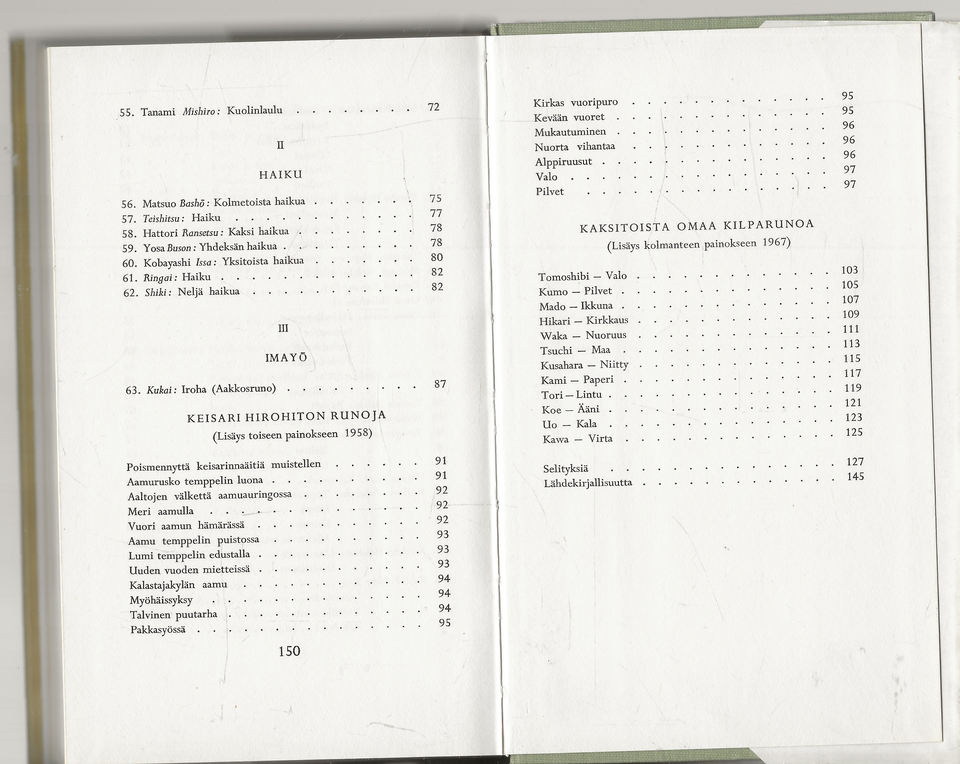 55. Tanami Mishiro: Kuolinlaulu . . . . . . . . 72
II
HAIKU
56. Matsuo Bashō: Kolmetoista haikua . . . . . . . 75
57. Teishitsu: Haiku . . . . . . . . . . . . 77
58. Hattori Ransetsu: Kaksi haikua . . . . . . . . 78
59. Yosa Buson: Yhdeksän haikua . . . . . . . . . 78
60. Kobayashi Issa: Yksitoista haikua . . . . . . . 80
61. Ringai: Haiku . . . . . . . . . . . . . 82
62. Shiki: Neljä haikua . . . . . . . . . . . 82
III
IMAYŌ
63. Kukai: Iroha (Aakkosruno) . . . . . . . . . 87
KEISARI HIROHITON RUNOJA
(Lisäys toiseen painokseen 1958)
Poismennyttä keisarinnaäitiä muistellen . . . . . . 91
Aamurusko temppelin luona . . . . . . . . . . 91
Aaltojen välkettä aamuauringossa . . . . . . . . 92
Meri aamulla . . . . . . . . . . . . . . 92
Vuori aamun hämärässä . . . . . . . . . . . 92
Aamu temppelin puistossa . . . . . . . . . . 93
Lumi temppelin edustalla . . . . . . . . . . . 93
Uuden vuoden mietteissä . . . . . . . . . . . 93
Kalastajakylän aamu . . . . . . . . . . . . 94
Myöhäissyksy . . . . . . . . . . . . . . 94
Talvinen puutarha . . . . . . . . . . . . . 94
Pakkasyössä . . . . . . . . . . . . . . . 95
150
Kirkas vuoripuro . . . . . . . . . . . . . 95
Kevään vuoret . . . . . . . . . . . . . . 95
Mukautuminen . . . . . . . . . . . . . . 96
Nuorta vihantaa . . . . . . . . . . . . . 96
Alppiruusut . . . . . . . . . . . . . . . 96
Valo . . . . . . . . . . . . . . . . . 97
Pilvet . . . . . . . . . . . . . . . . 97
KAKSITOISTA OMAA KILPARUNOA
(Lisäys kolmanteen painokseen 1967)
Tomoshibi — Valo . . . . . . . . . . . . . 103
Kumo — Pilvet . . . . . . . . . . . . . . 105
Mado — Ikkuna . . . . . . . . . . . . . . 107
Hikari — Kirkkaus . . . . . . . . . . . . . 109
Waka — Nuoruus . . . . . . . . . . . . . 111
Tsuchi — Maa . . . . . . . . . . . . . . 113
Kusahara — Niitty . . . . . . . . . . . . . 115
Kami — Paperi . . . . . . . . . . . . . . 117
Tori — Lintu . . . . . . . . . . . . . . . 119
Koe — Ääni . . . . . . . . . . . . . . . 121
Uo — Kala . . . . . . . . . . . . . . . 123
Kawa — Virta . . . . . . . . . . . . . . 125
Selityksiä . . . . . . . . . . . . . . . 127
Lähdekirjallisuutta . . . . . . . . . . . . . 145